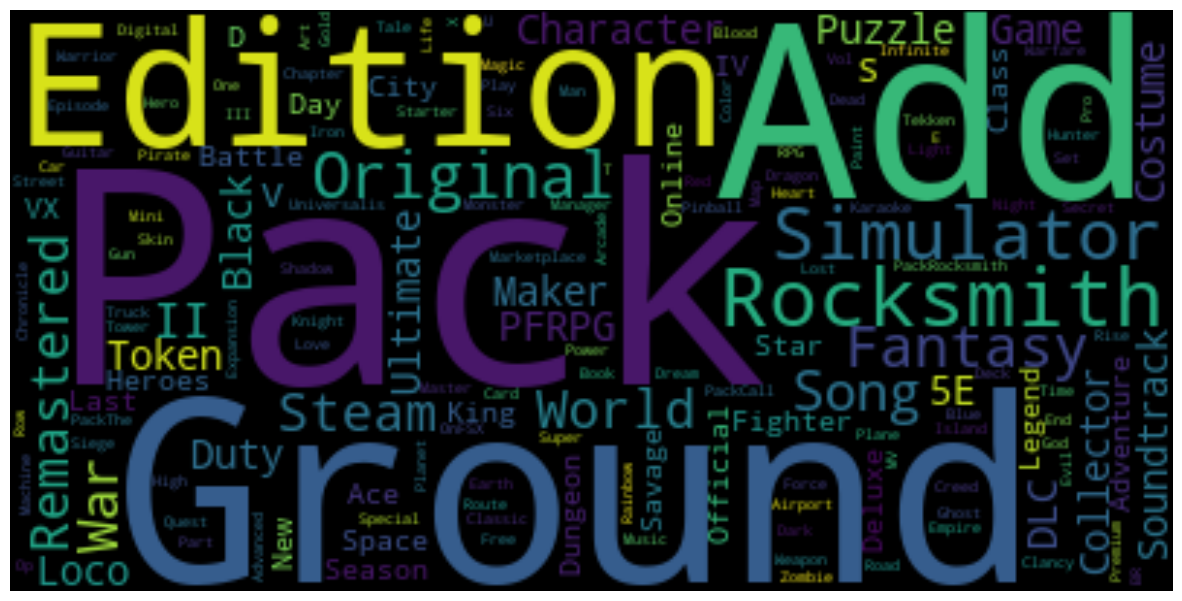 Edition
Add
Pack
Ground
Digital
D
Art
Gold
Tale
Life
X
U
Character
Blood
Puzzle
Game
Warrior
Chapter
City
Magic
Play
Man
IV
S
Infinite
Vol
Warfare
Episode
Hero
One
III
Day
Starter
Six
Color
Dead
Class
Costume
Iron
Tekken
E
Light
Hunter
Pro
Set
Paint
Guitar
Pirate
Car
Battle
Original
T
Online
Red
RPG
Dragon
Heart
Map
Street
VX
Black
V
Universalis
Monster
Manager
Pinball
Karaoke
Night
Secret
Mini
Skin
Gun
Ultimate
Arcade
Simulator
Marketplace
Shadow
Lost
PackRocksmith
Chronicle
Remastered
Maker
Rocksmith
Truck
Tower
II
Expansion
Knight
Love
PFRPG
Token
Power
Star
Fantasy
Rise
Heroes
Book
Dream
Deck
Last
Master
Card
PackCall
Song
5E
Time
Row
PackThe
Siege
Steam
King
OnFSX
World
Fighter
Blue
Island
Legend
End
God
Evil
Collector
Adventure
Soundtrack
Super
Plane
MV
War
Duty
Planet
Savage
Official
DLC
Machine
High
Ace
Earth
Route
Classic
Free
Special
Dungeon
Rainbow
Music
Force
Airport
Dark
Deluxe
Creed
Ghost
Empire
Quest
Part
Advanced
New
Space
Season
Weapon
Zombie
Road
Clancy
Premium
BR
Op
Loco